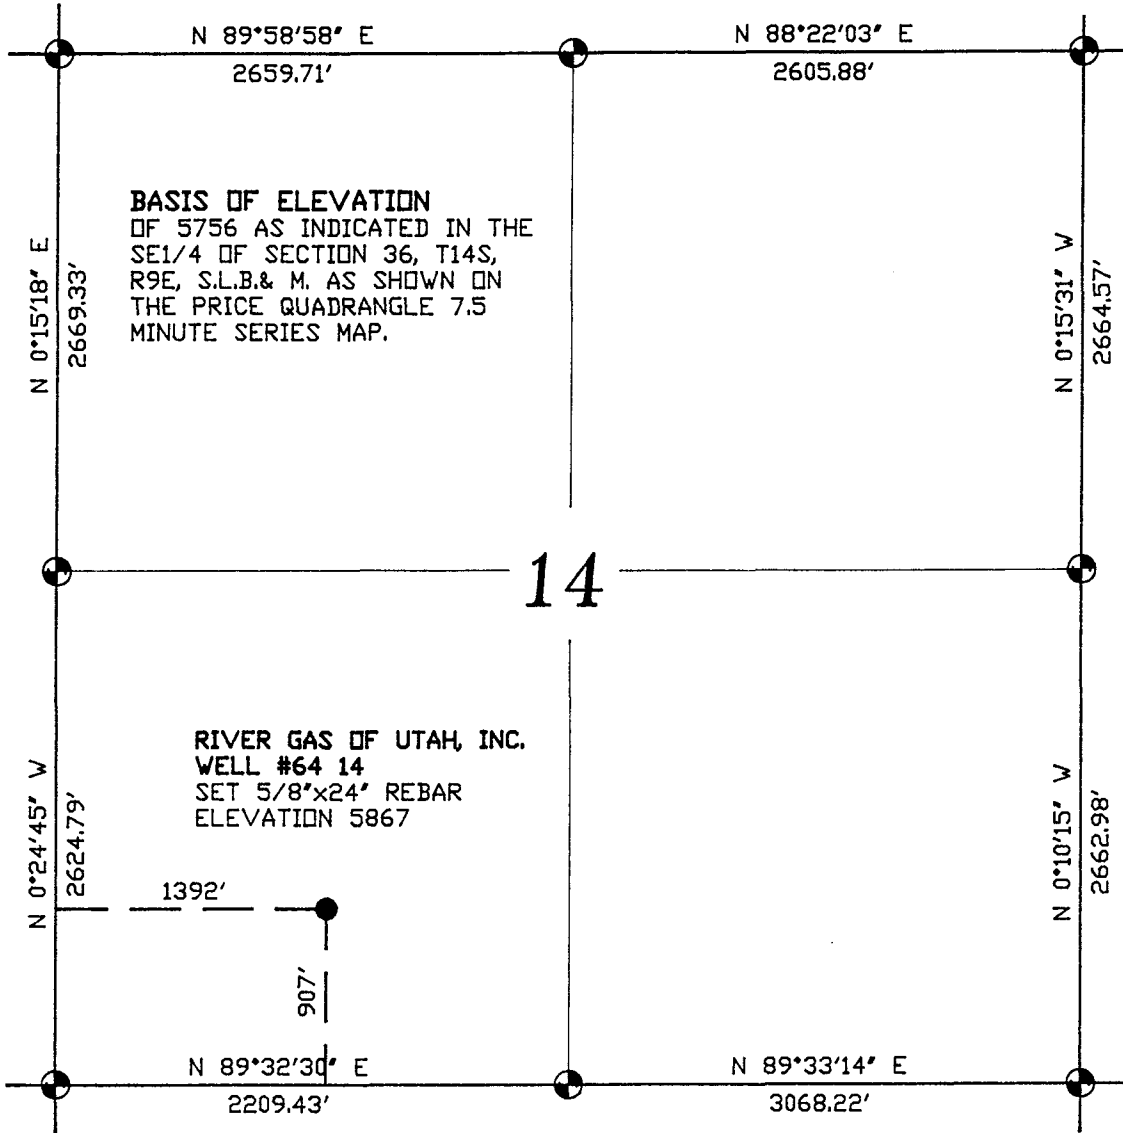 N 89°58'58" E
2659.71'
N 88°22'03" E
2605.88'
BASIS OF ELEVATION
OF 5756 AS INDICATED IN THE
SE1/4 OF SECTION 36, T14S,
R9E, S.L.B.& M. AS SHOWN ON
THE PRICE QUADRANGLE 7.5
MINUTE SERIES MAP.
N 0°15'18" E
2669.33'
N 0°15'31" W
2664.57'
14
RIVER GAS OF UTAH, INC.
WELL #64 14
SET 5/8"x24" REBAR
ELEVATION 5867
N 0°24'45" W
2624.79'
1392'
907'
N 0°10'15" W
2662.98'
N 89°32'30" E
2209.43'
N 89°33'14" E
3068.22'